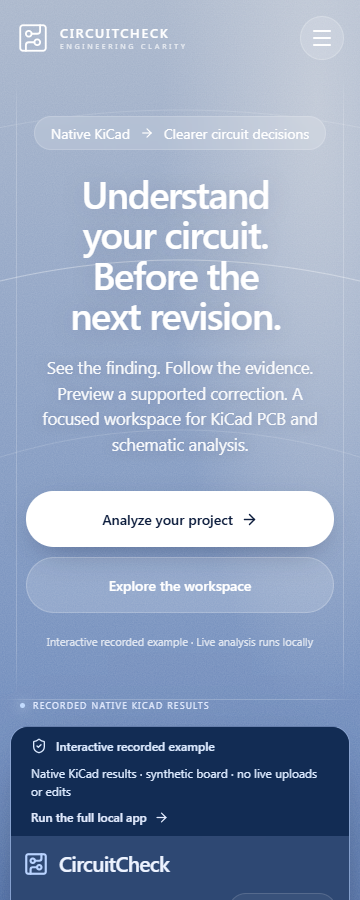 CIRCUITCHECK
ENGINEERING CLARITY
Native KiCad → Clearer circuit decisions
Understand
your circuit.
Before the
next revision.
See the finding. Follow the evidence.
Preview a supported correction. A
focused workspace for KiCad PCB and
schematic analysis.
Analyze your project →
Explore the workspace
Interactive recorded example · Live analysis runs locally
RECORDED NATIVE KICAD RESULTS
Interactive recorded example
Native KiCad results · synthetic board · no live uploads
or edits
Run the full local app →
CircuitCheck